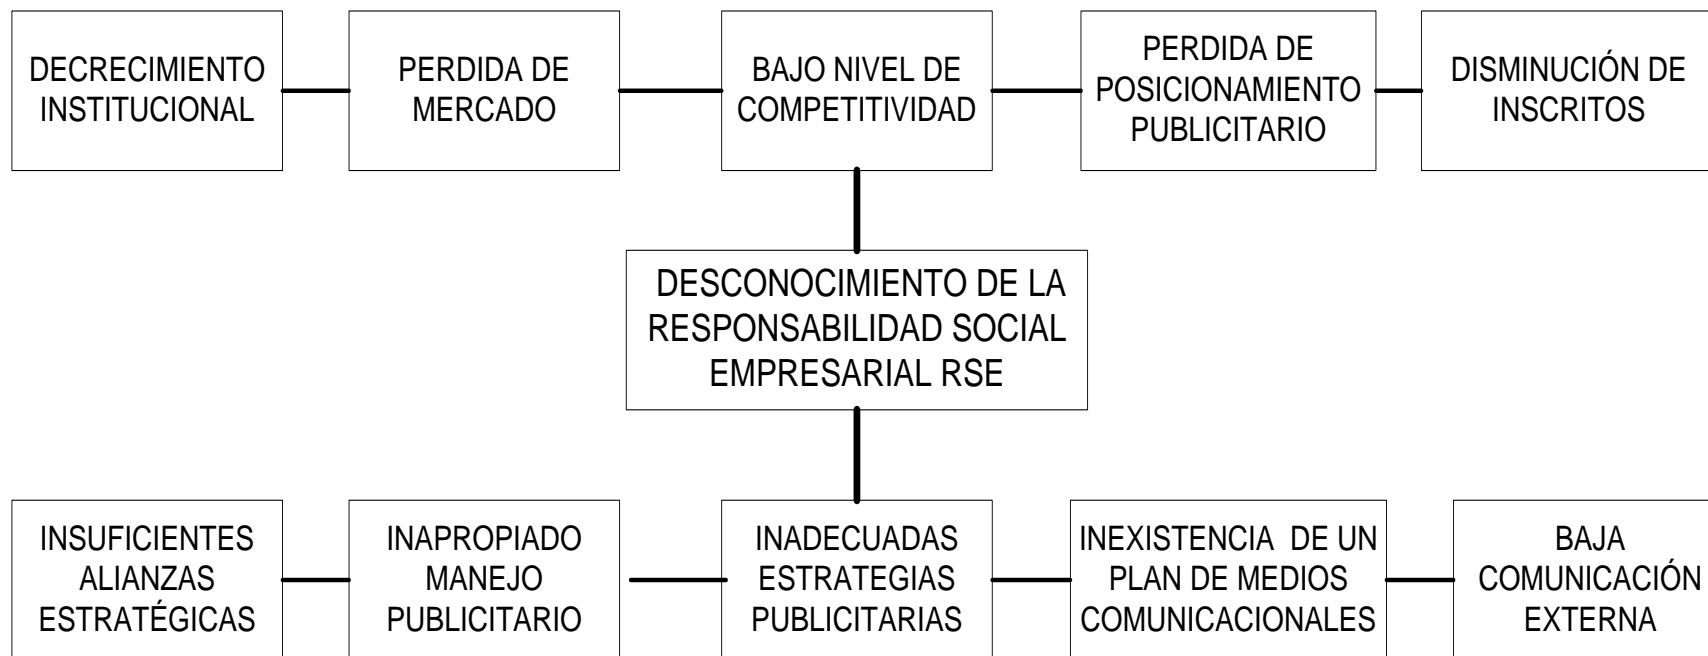 DECRECIMIENTO
INSTITUCIONAL
PERDIDA DE
MERCADO
BAJO NIVEL DE
COMPETITIVIDAD
PERDIDA DE
POSICIONAMIENTO
PUBLICITARIO
DISMINUCIÓN DE
INSCRITOS
DESCONOCIMIENTO DE LA
RESPONSABILIDAD SOCIAL
EMPRESARIAL RSE
INSUFICIENTES
ALIANZAS
ESTRATÉGICAS
INAPROPIADO
MANEJO
PUBLICITARIO
INADECUADAS
ESTRATEGIAS
PUBLICITARIAS
INEXISTENCIA DE UN
PLAN DE MEDIOS
COMUNICACIONALES
BAJA
COMUNICACIÓN
EXTERNA